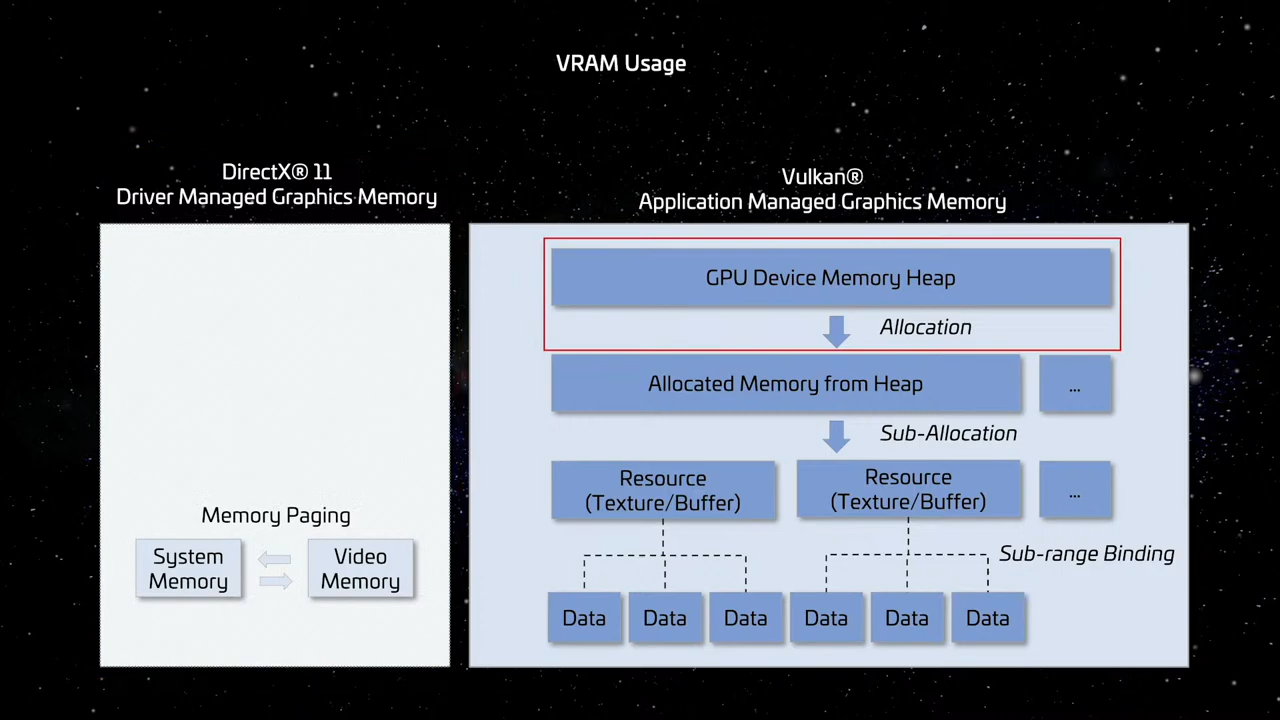 VRAM Usage
DirectX® 11
Driver Managed Graphics Memory
Memory Paging
System
Memory
Video
Memory
Vulkan®
Application Managed Graphics Memory
GPU Device Memory Heap
Allocation
Allocated Memory from Heap
...
Sub-Allocation
Resource
(Texture/Buffer)
Resource
(Texture/Buffer)
...
Sub-range Binding
Data
Data
Data
Data
Data
Data